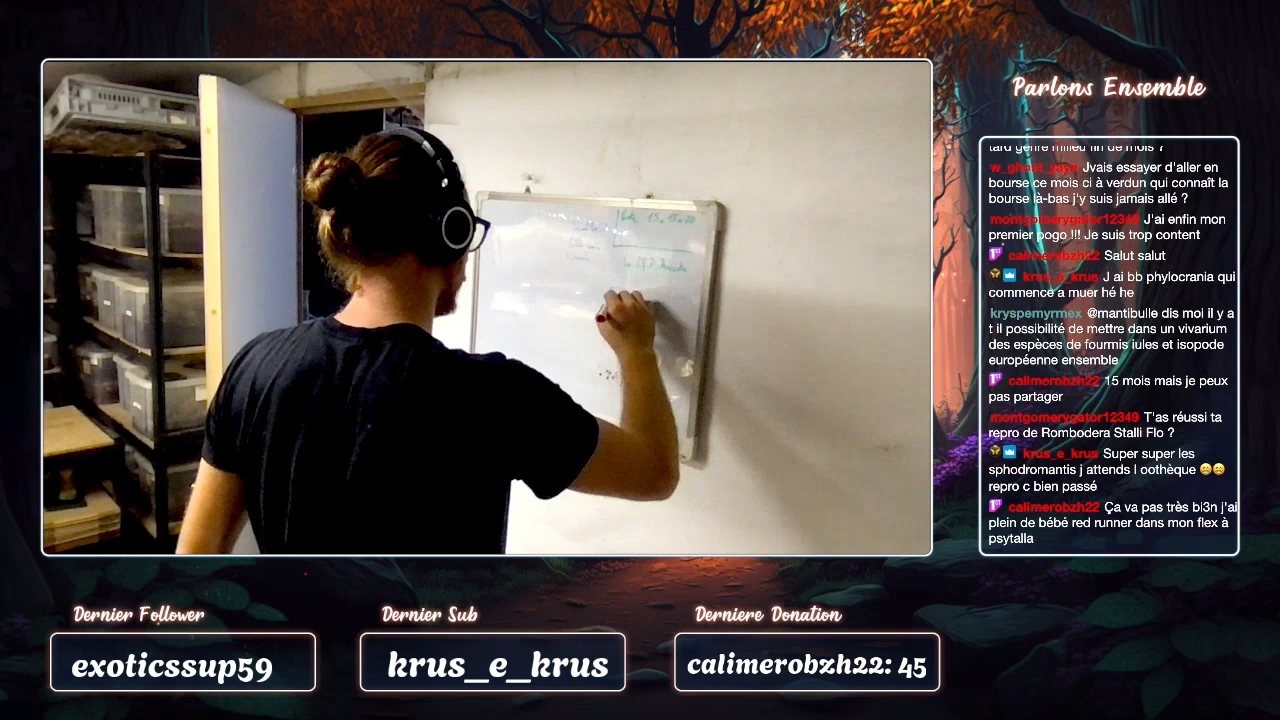 Parlons Ensemble
tard genre milieu fin de mois ?
w_ghost_yaya Jvais essayer d'aller en
bourse ce mois ci à verdun qui connaît la
bourse là-bas j'y suis jamais allé ?
montgomerygator12349 J'ai enfin mon
premier pogo !!! Je suis trop content
calimerobzh22 Salut salut
krus_e_krus J ai bb phylocrania qui
commence a muer hé he
kryspemyrmex @mantibulle dis moi il y a
t il possibilité de mettre dans un vivarium
des espèces de fourmis iules et isopode
européenne ensemble
calimerobzh22 15 mois mais je peux
pas partager
montgomerygator12349 T'as réussi ta
repro de Rombodera Stalli Flo ?
krus_e_krus Super super les
sphodromantis j attends l oothèque 😁😁
repro c bien passé
calimerobzh22 Ça va pas très bi3n j'ai
plein de bébé red runner dans mon flex à
psytalla
Dernier Follower
exoticssup59
Dernier Sub
krus_e_krus
Derniere Donation
calimerobzh22: 45